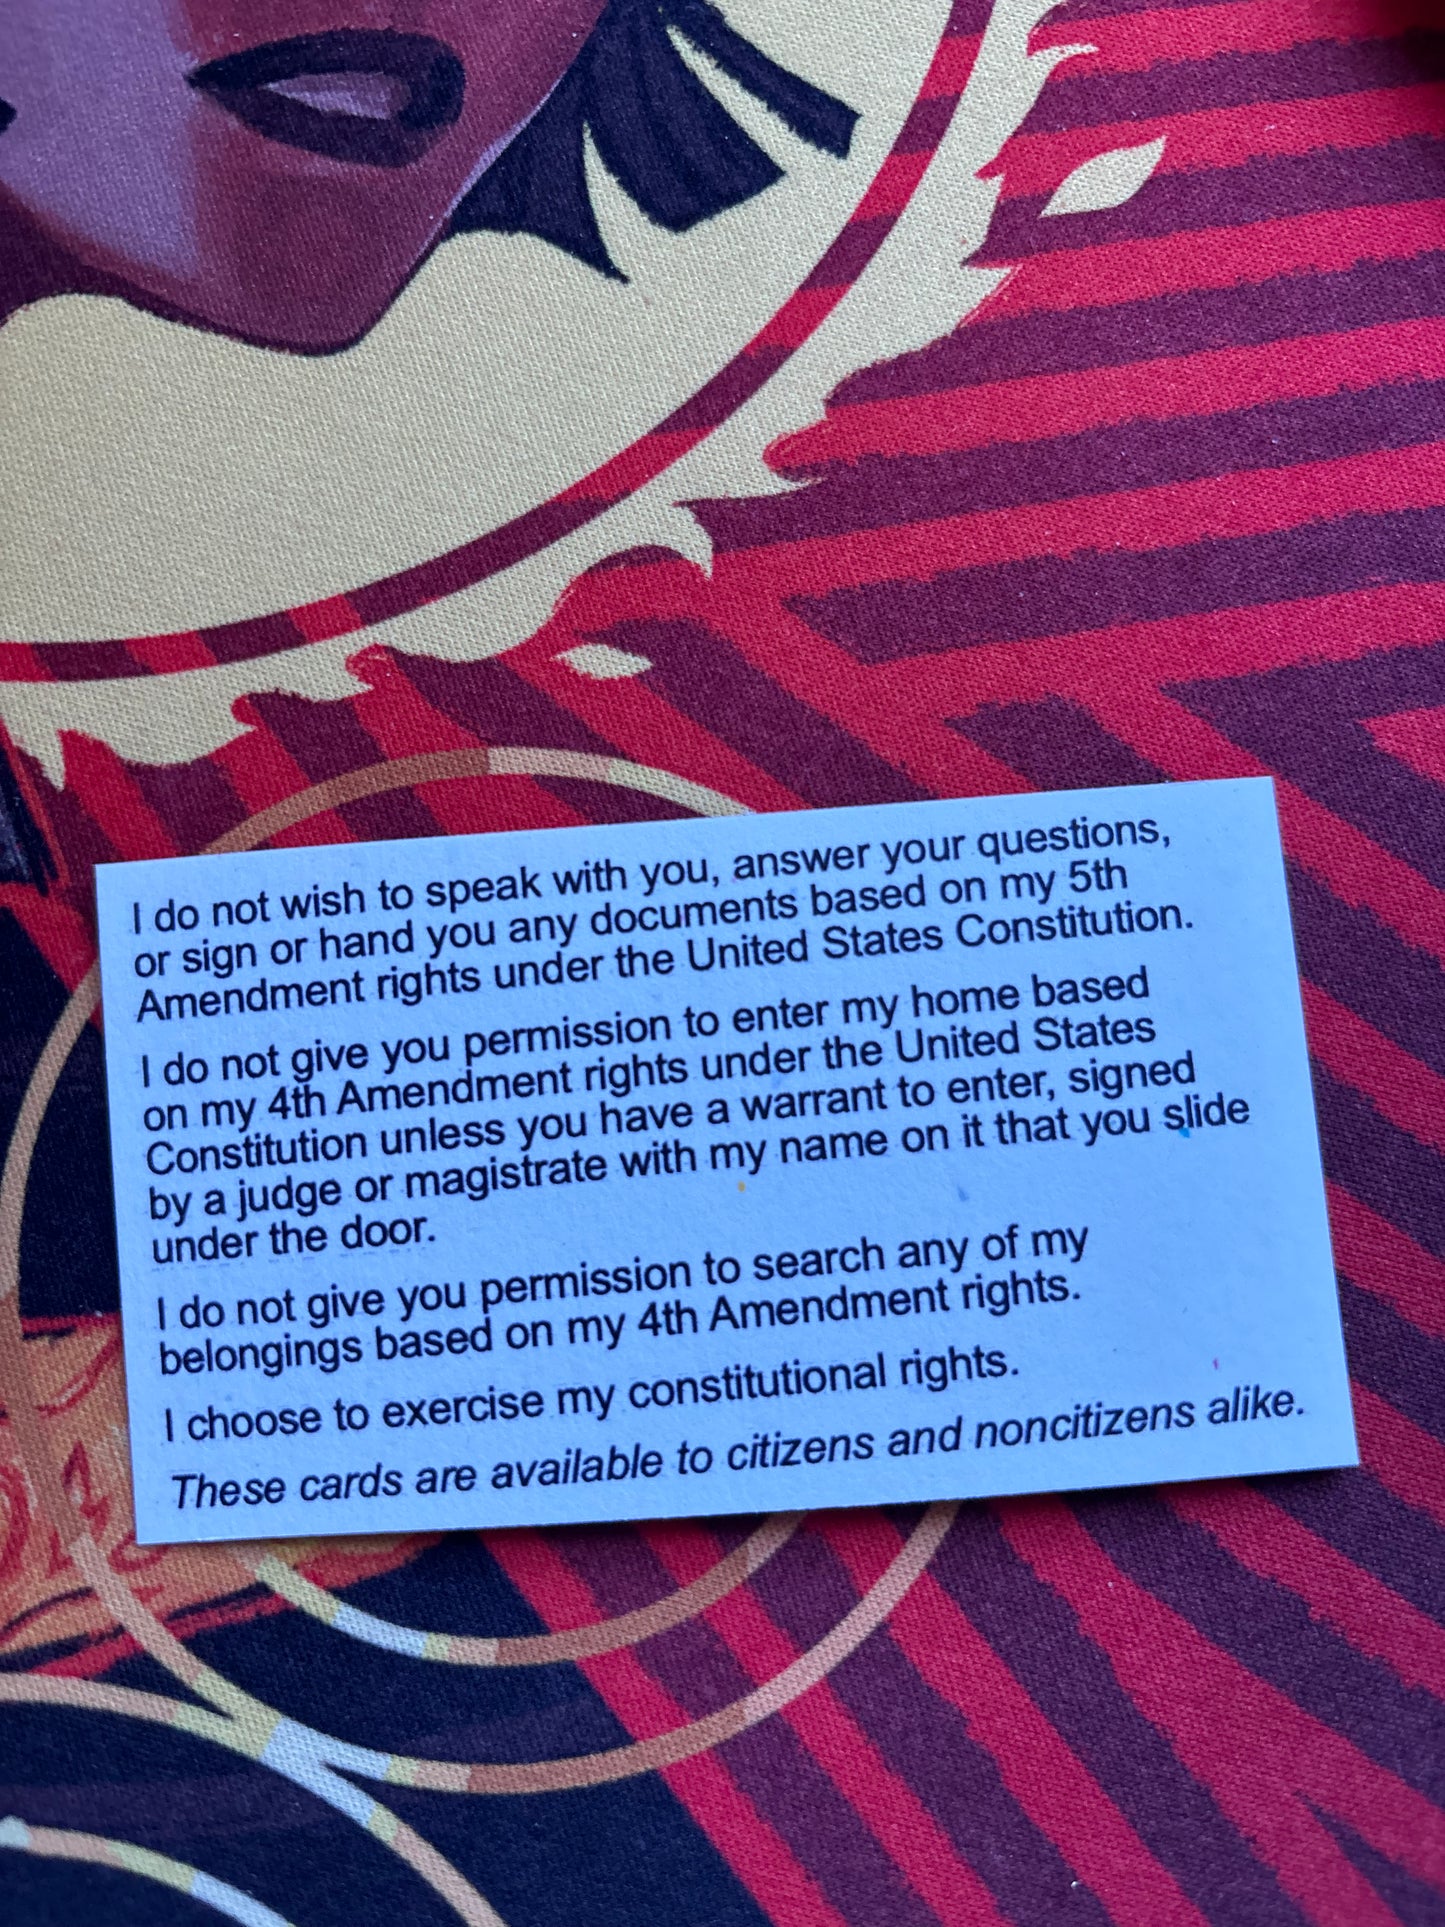 I do not wish to speak with you, answer your questions,
or sign or hand you any documents based on my 5th
Amendment rights under the United States Constitution.
I do not give you permission to enter my home based
on my 4th Amendment rights under the United States
Constitution unless you have a warrant to enter, signed
by a judge or magistrate with my name on it that you slide
under the door.
I do not give you permission to search any of my
belongings based on my 4th Amendment rights.
I choose to exercise my constitutional rights.
These cards are available to citizens and noncitizens alike.